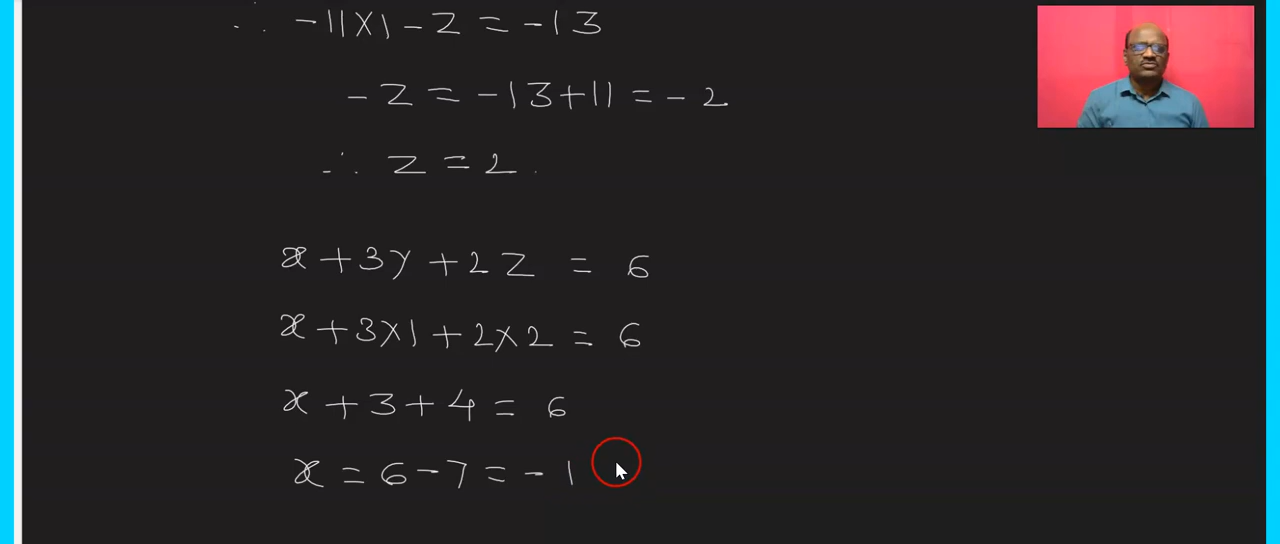 ∴ -11×1 - z = -13
-z = -13+11 = -2
∴ z = 2.
x + 3y + 2z = 6
x + 3×1 + 2×2 = 6
x + 3 + 4 = 6
x = 6 - 7 = -1